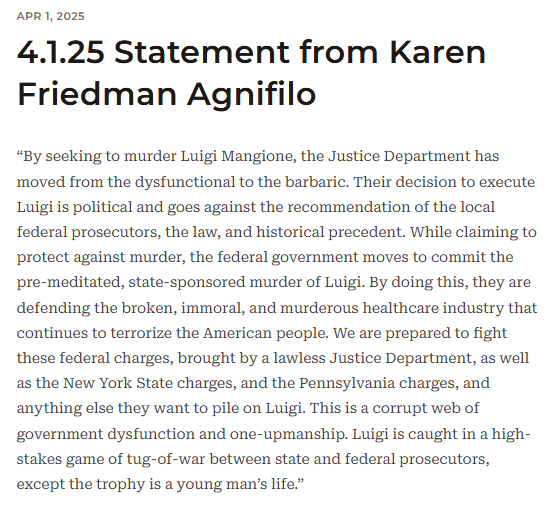 APR 1, 2025
4.1.25 Statement from Karen
Friedman Agnifilo
“By seeking to murder Luigi Mangione, the Justice Department has
moved from the dysfunctional to the barbaric. Their decision to execute
Luigi is political and goes against the recommendation of the local
federal prosecutors, the law, and historical precedent. While claiming to
protect against murder, the federal government moves to commit the
pre-meditated, state-sponsored murder of Luigi. By doing this, they are
defending the broken, immoral, and murderous healthcare industry that
continues to terrorize the American people. We are prepared to fight
these federal charges, brought by a lawless Justice Department, as well
as the New York State charges, and the Pennsylvania charges, and
anything else they want to pile on Luigi. This is a corrupt web of
government dysfunction and one-upmanship. Luigi is caught in a high-
stakes game of tug-of-war between state and federal prosecutors,
except the trophy is a young man’s life.”